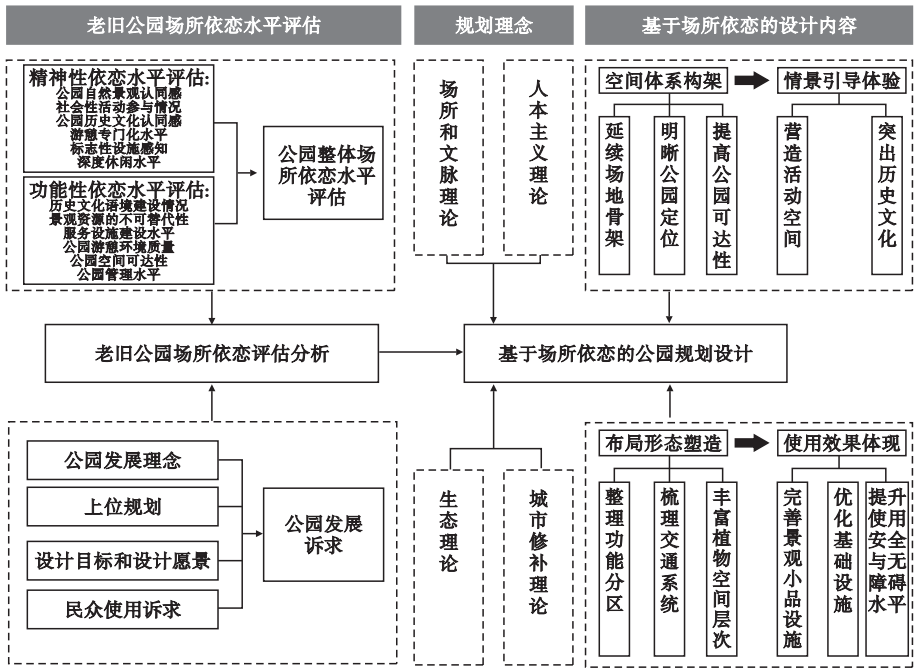 老旧公园场所依恋水平评估
规划理念
基于场所依恋的设计内容
精神性依恋水平评估:
公园自然景观认同感
社会性活动参与情况
公园历史文化认同感
游憩专门化水平
标志性设施感知
深度休闲水平
功能性依恋水平评估:
历史文化语境建设情况
景观资源的不可替代性
服务设施建设水平
公园游憩环境质量
公园空间可达性
公园管理水平
公园整体场
所依恋水平
评估
场所和文脉理论
人本主义理论
空间体系构架
情景引导体验
延续场地骨架
明晰公园定位
提高公园可达性
营造活动空间
突出历史文化
老旧公园场所依恋评估分析
基于场所依恋的公园规划设计
公园发展理念
上位规划
设计目标和设计愿景
民众使用诉求
公园发展
诉求
生态理论
城市修补理论
布局形态塑造
使用效果体现
整理功能分区
梳理交通系统
丰富植物空间层次
完善景观小品设施
优化基础设施
提升
使用
安全
与无
障碍
水平